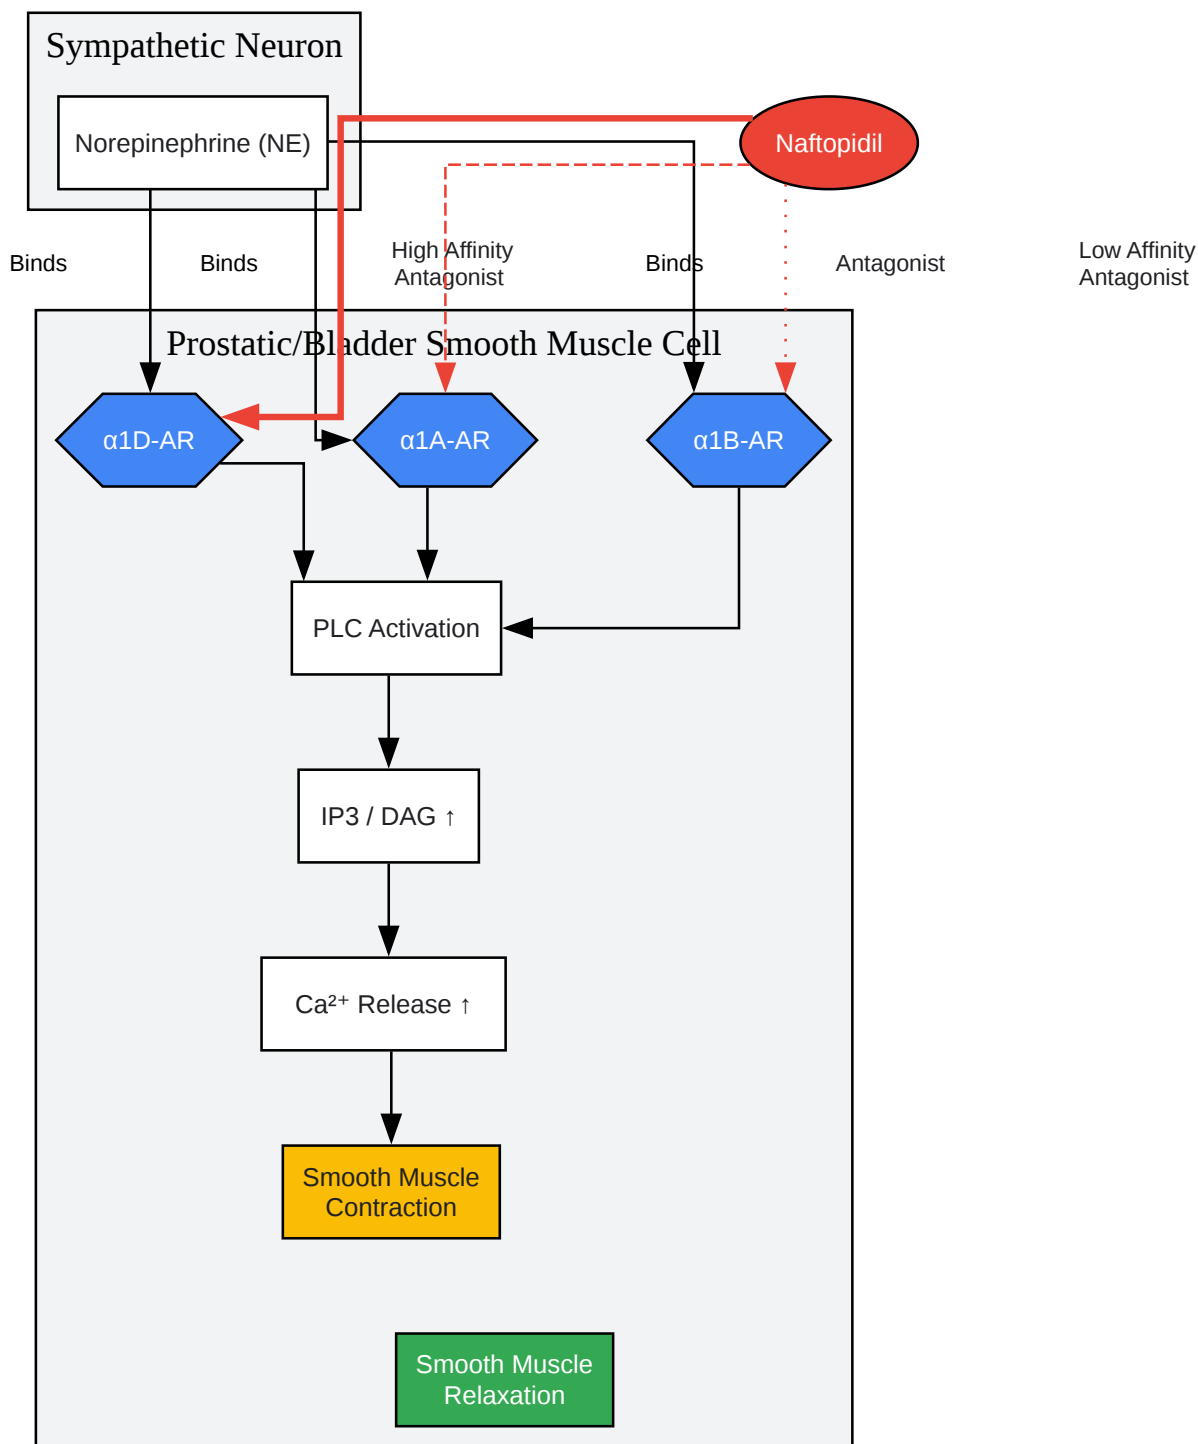 Sympathetic Neuron
Norepinephrine (NE)
Naftopidil
Binds
Binds
High Affinity
Antagonist
Binds
Antagonist
Low Affinity
Antagonist
Prostatic/Bladder Smooth Muscle Cell
α1D-AR
α1A-AR
α1B-AR
PLC Activation
IP3 / DAG ↑
Ca²⁺ Release ↑
Smooth Muscle
Contraction
Smooth Muscle
Relaxation